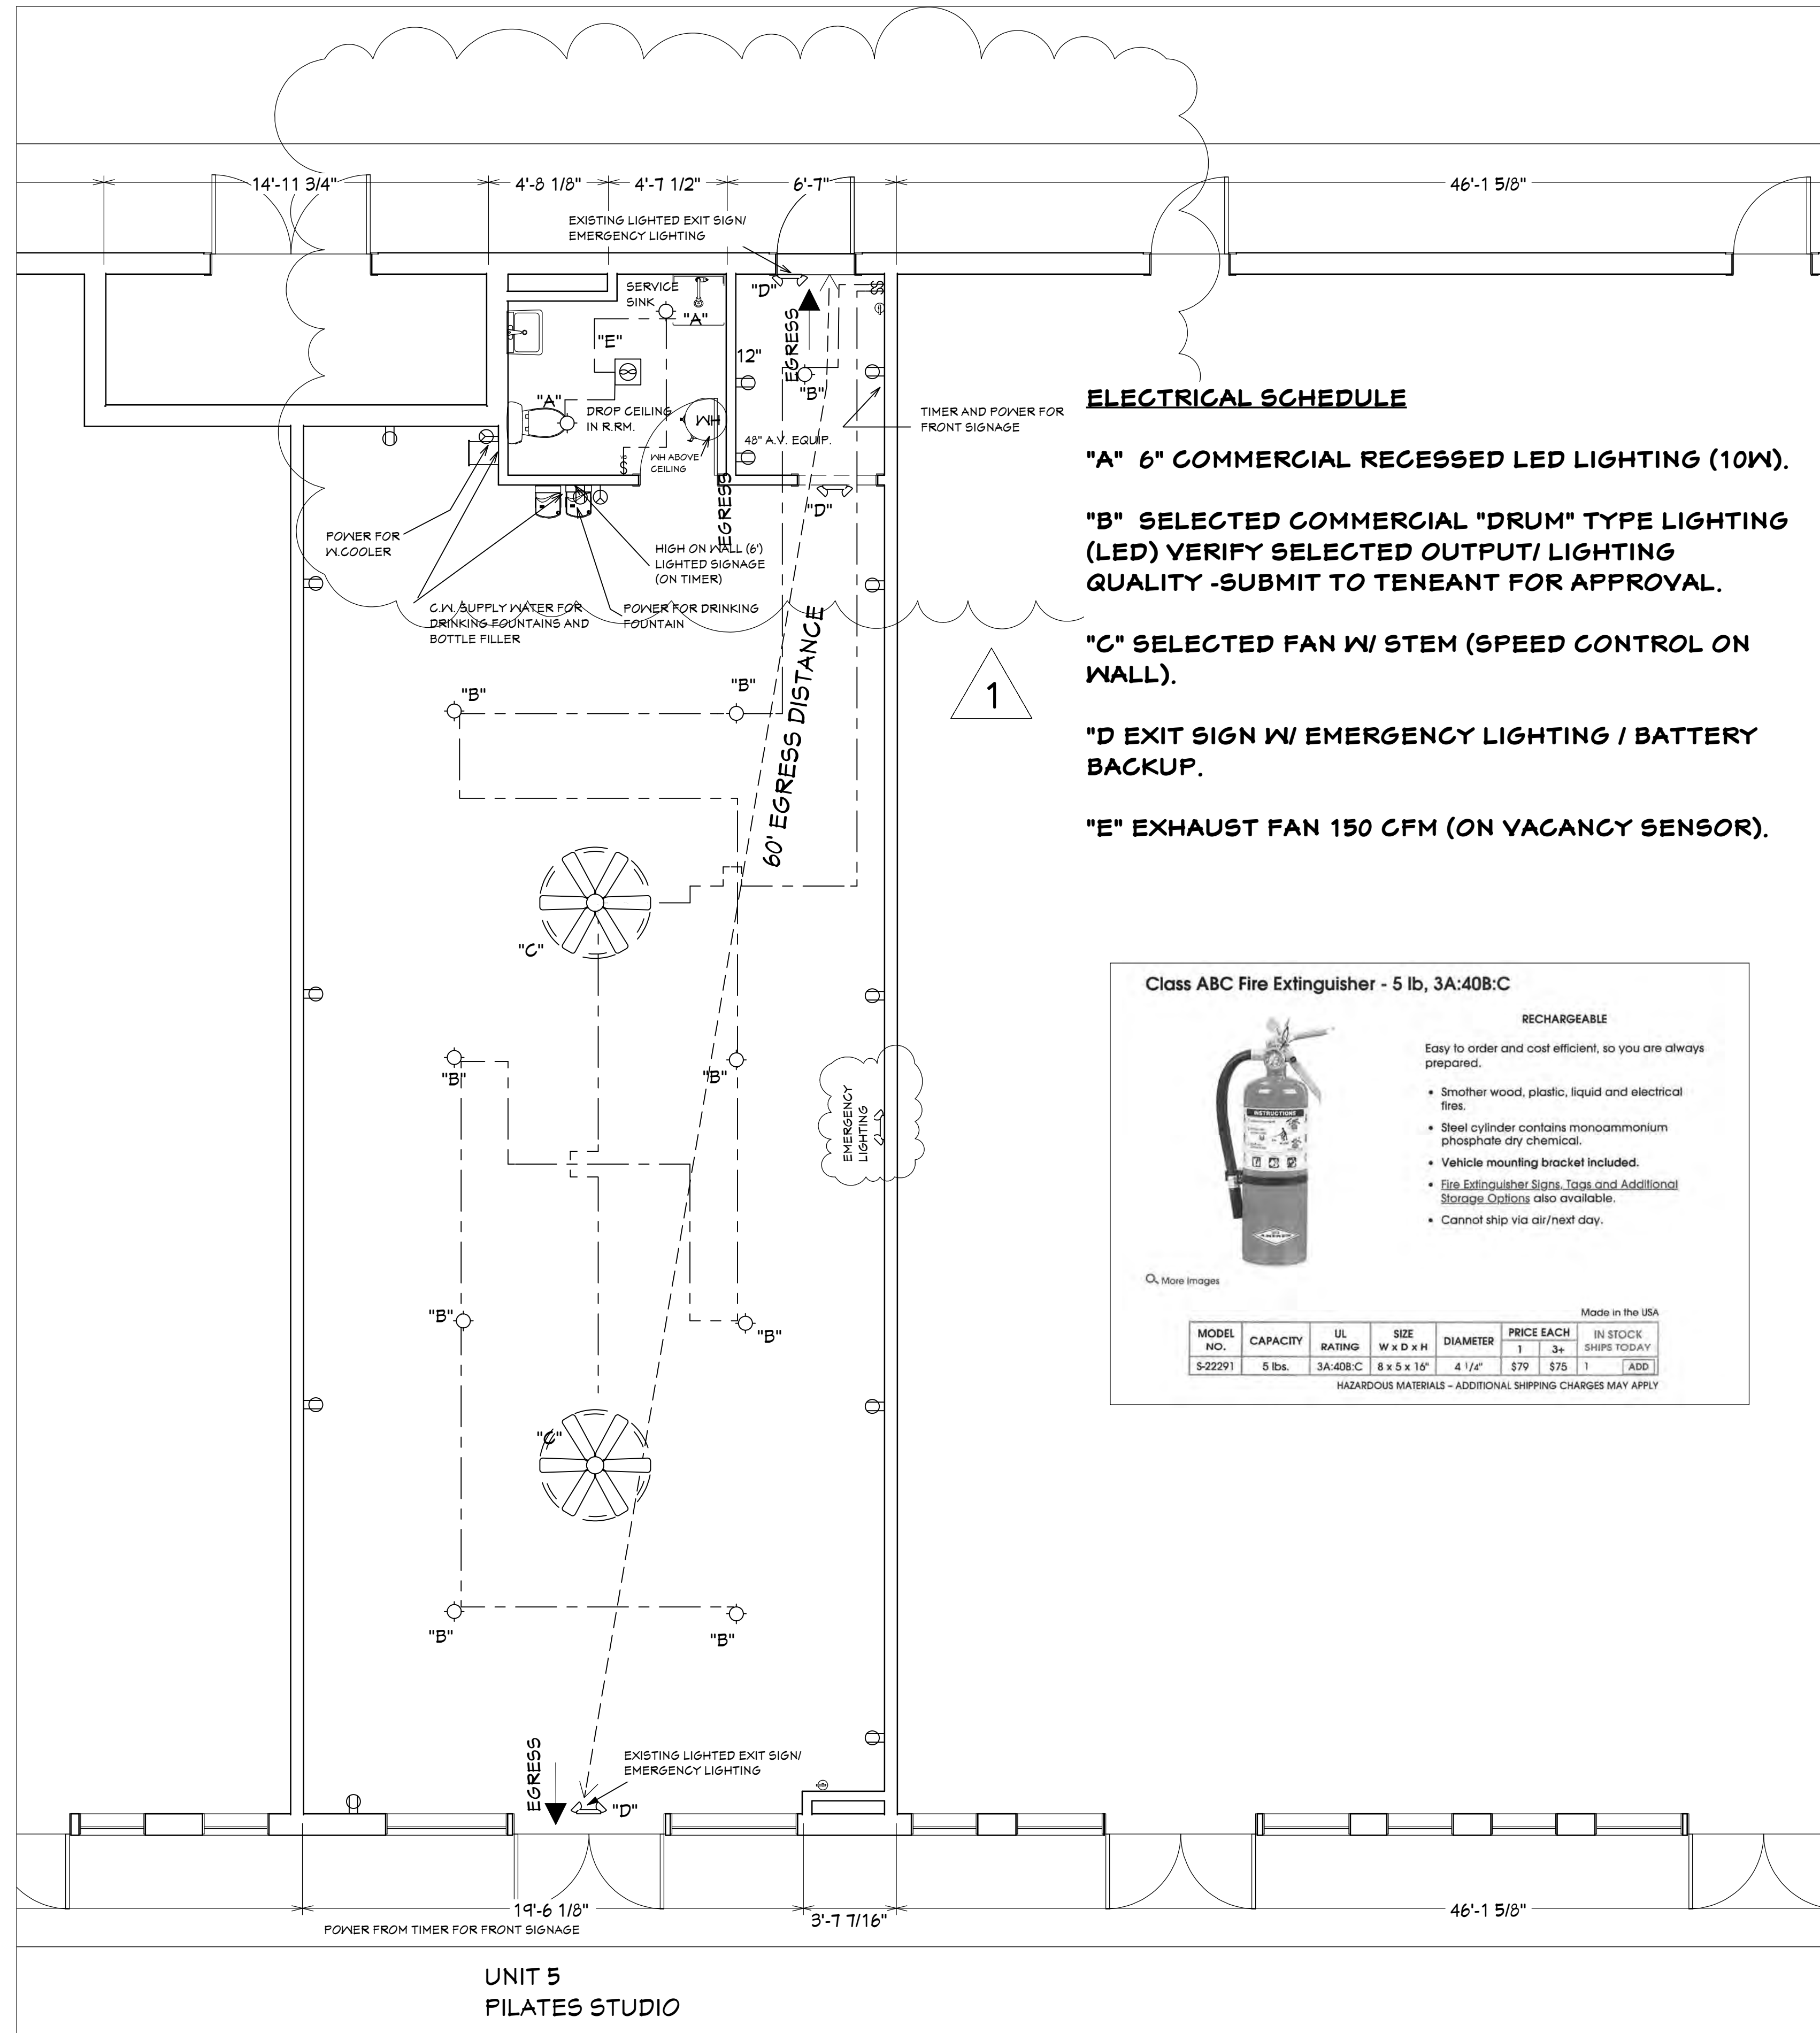 14'-11 3/4"
4'-8 1/8"
4'-7 1/2"
6'-7"
46'-1 5/8"
EXISTING LIGHTED EXIT SIGN/
EMERGENCY LIGHTING
SERVICE
SINK
"A"
"D"
"E"
EGRESS
12"
"B"
"A"
DROP CEILING
IN R.RM.
WH
48" A.V. EQUIP.
WH ABOVE
CEILING
$
$$
TIMER AND POWER FOR
FRONT SIGNAGE
EGRESS
"D"
POWER FOR
W.COOLER
HIGH ON WALL (6')
LIGHTED SIGNAGE
(ON TIMER)
C.W. SUPPLY WATER FOR
DRINKING FOUNTAINS AND
BOTTLE FILLER
POWER FOR DRINKING
FOUNTAIN
60' EGRESS DISTANCE
1
"B"
"B"
"C"
"B"
"B"
EMERGENCY
LIGHTING
"B"
"B"
"C"
"B"
"B"
EGRESS
EXISTING LIGHTED EXIT SIGN/
EMERGENCY LIGHTING
"D"
19'-6 1/8"
3'-7 7/16"
46'-1 5/8"
POWER FROM TIMER FOR FRONT SIGNAGE
UNIT 5
PILATES STUDIO
ELECTRICAL SCHEDULE
"A" 6" COMMERCIAL RECESSED LED LIGHTING (10W).
"B" SELECTED COMMERCIAL "DRUM" TYPE LIGHTING
(LED) VERIFY SELECTED OUTPUT/ LIGHTING
QUALITY -SUBMIT TO TENEANT FOR APPROVAL.
"C" SELECTED FAN W/ STEM (SPEED CONTROL ON
WALL).
"D EXIT SIGN W/ EMERGENCY LIGHTING / BATTERY
BACKUP.
"E" EXHAUST FAN 150 CFM (ON VACANCY SENSOR).
Class ABC Fire Extinguisher - 5 lb, 3A:40B:C
RECHARGEABLE
Easy to order and cost efficient, so you are always
prepared.
• Smother wood, plastic, liquid and electrical
fires.
• Steel cylinder contains monoammonium
phosphate dry chemical.
• Vehicle mounting bracket included.
• Fire Extinguisher Signs, Tags and Additional
Storage Options also available.
• Cannot ship via air/next day.
INSTRUCTIONS
More Images
Made in the USA
MODEL NO. CAPACITY UL RATING SIZE W x D x H DIAMETER PRICE EACH 1 3+ IN STOCK SHIPS TODAY
S-22291 5 lbs. 3A:40B:C 8 x 5 x 16" 4 1/4" $79 $75 1 ADD
HAZARDOUS MATERIALS – ADDITIONAL SHIPPING CHARGES MAY APPLY